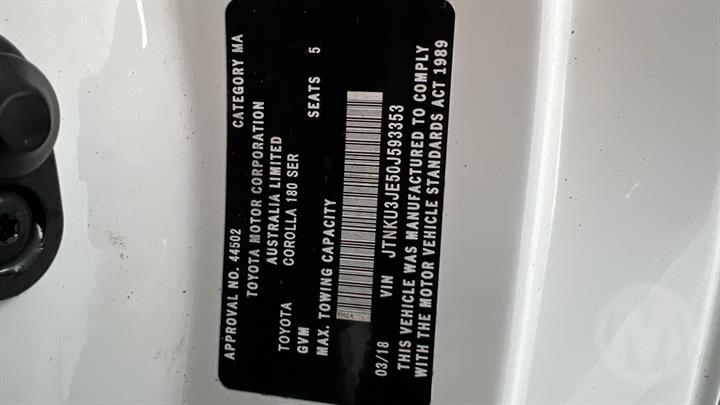 APPROVAL NO. 44502 CATEGORY MA
TOYOTA MOTOR CORPORATION
AUSTRALIA LIMITED
TOYOTA COROLLA 180 SER
GVM SEATS 5
MAX. TOWING CAPACITY
TMCA
03/18 VIN JTNKU3JE50J593353
THIS VEHICLE WAS MANUFACTURED TO COMPLY
WITH THE MOTOR VEHICLE STANDARDS ACT 1989